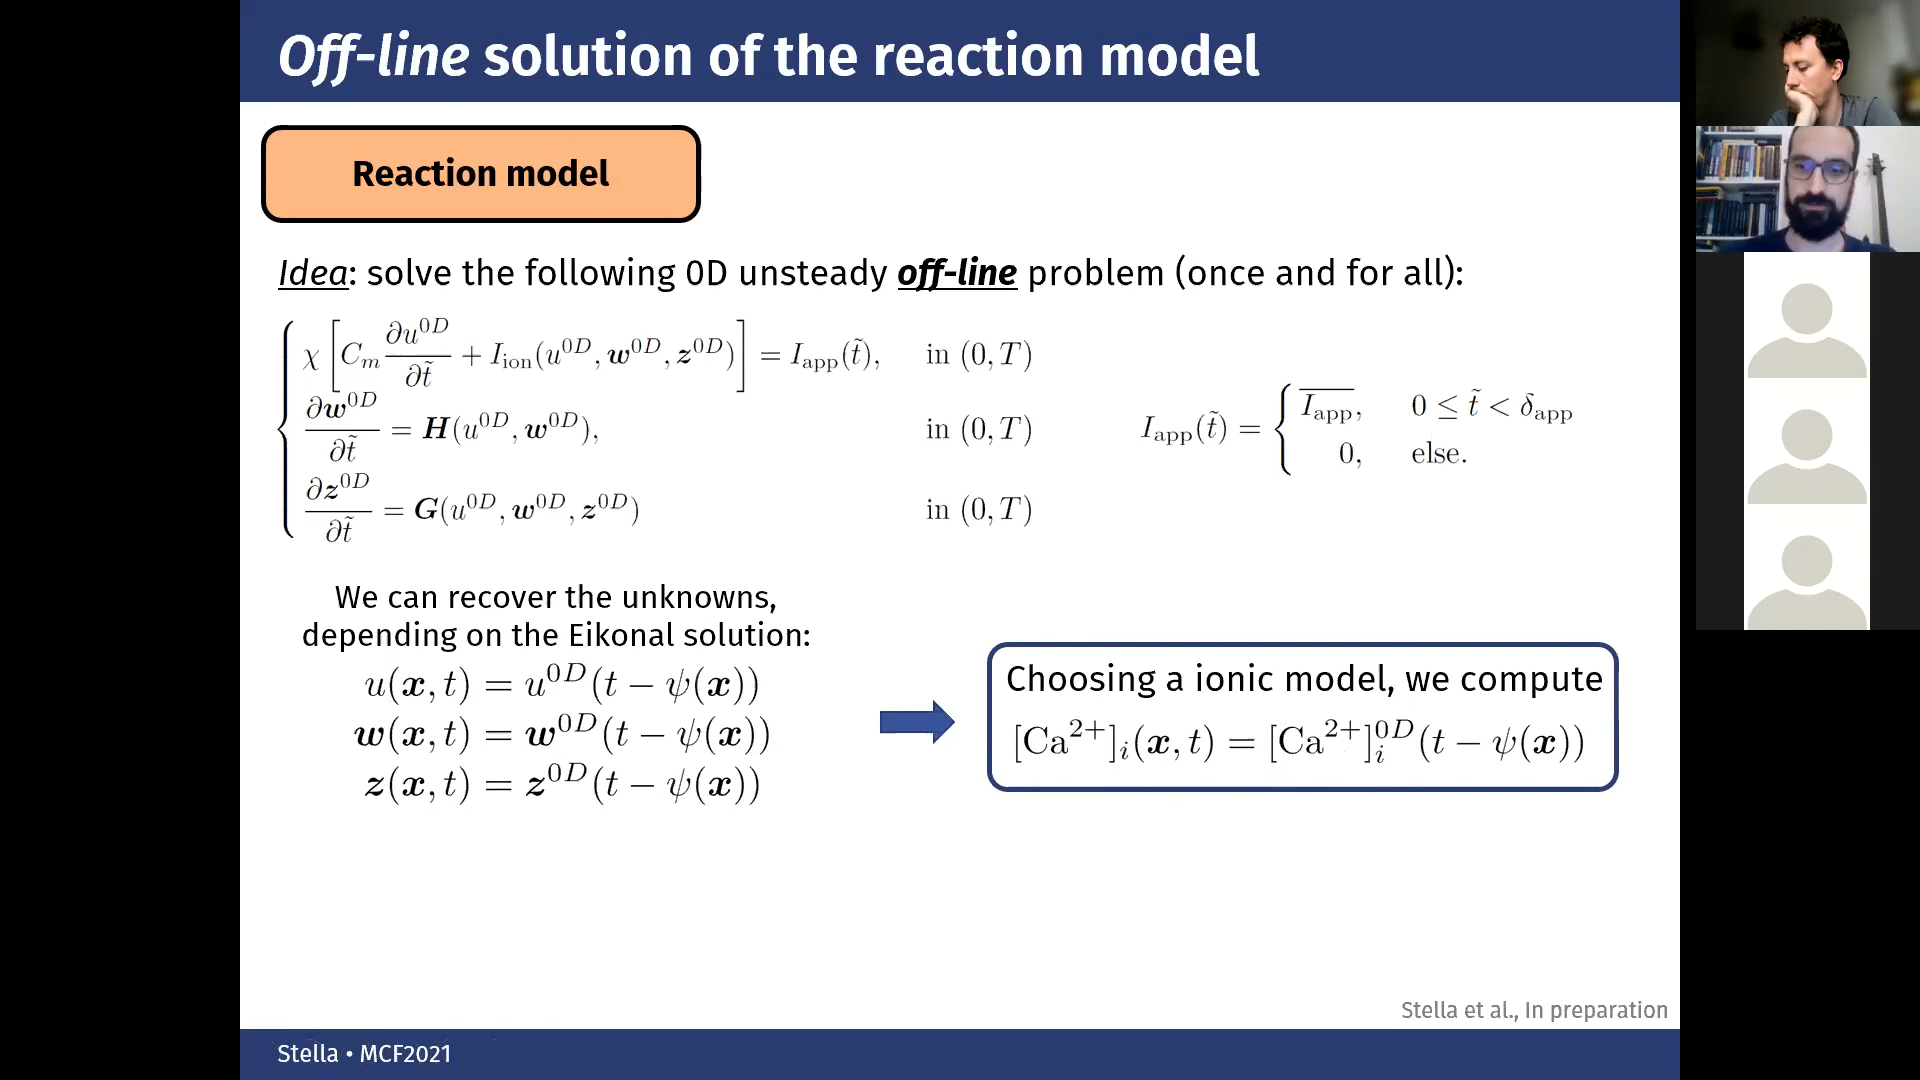 Off-line solution of the reaction model
Reaction model
Idea: solve the following 0D unsteady off-line problem (once and for all):
χ [C_m ∂u^{0D}/∂t̃ + I_ion(u^{0D}, w^{0D}, z^{0D})] = I_app(t̃), in (0, T)
∂w^{0D}/∂t̃ = H(u^{0D}, w^{0D}), in (0, T)
∂z^{0D}/∂t̃ = G(u^{0D}, w^{0D}, z^{0D}) in (0, T)
I_app(t̃) = { \overline{I_app}, 0 ≤ t̃ < δ_app
0, else.
We can recover the unknowns,
depending on the Eikonal solution:
u(x, t) = u^{0D}(t − ψ(x))
w(x, t) = w^{0D}(t − ψ(x))
z(x, t) = z^{0D}(t − ψ(x))
Choosing a ionic model, we compute
[Ca^{2+}]_i(x, t) = [Ca^{2+}]_i^{0D}(t − ψ(x))
Stella et al., In preparation
Stella • MCF2021